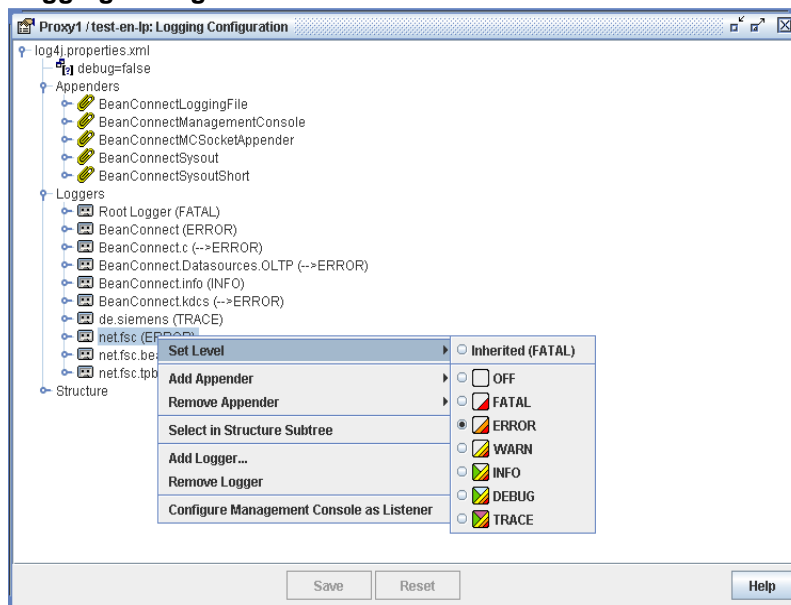 Proxy1 / test-en-lp: Logging Configuration
log4j.properties.xml
debug=false
Appenders
BeanConnectLoggingFile
BeanConnectManagementConsole
BeanConnectMCSocketAppender
BeanConnectSysout
BeanConnectSysoutShort
Loggers
Root Logger (FATAL)
BeanConnect (ERROR)
BeanConnect.c (-->ERROR)
BeanConnect.Datasources.OLTP (-->ERROR)
BeanConnect.info (INFO)
BeanConnect.kdcs (-->ERROR)
de.siemens (TRACE)
net.fsc (ERROR)
net.fsc.bea
net.fsc.tpb
Structure
Set Level
Add Appender
Remove Appender
Select in Structure Subtree
Add Logger...
Remove Logger
Configure Management Console as Listener
Inherited (FATAL)
OFF
FATAL
ERROR
WARN
INFO
DEBUG
TRACE
Save Reset Help